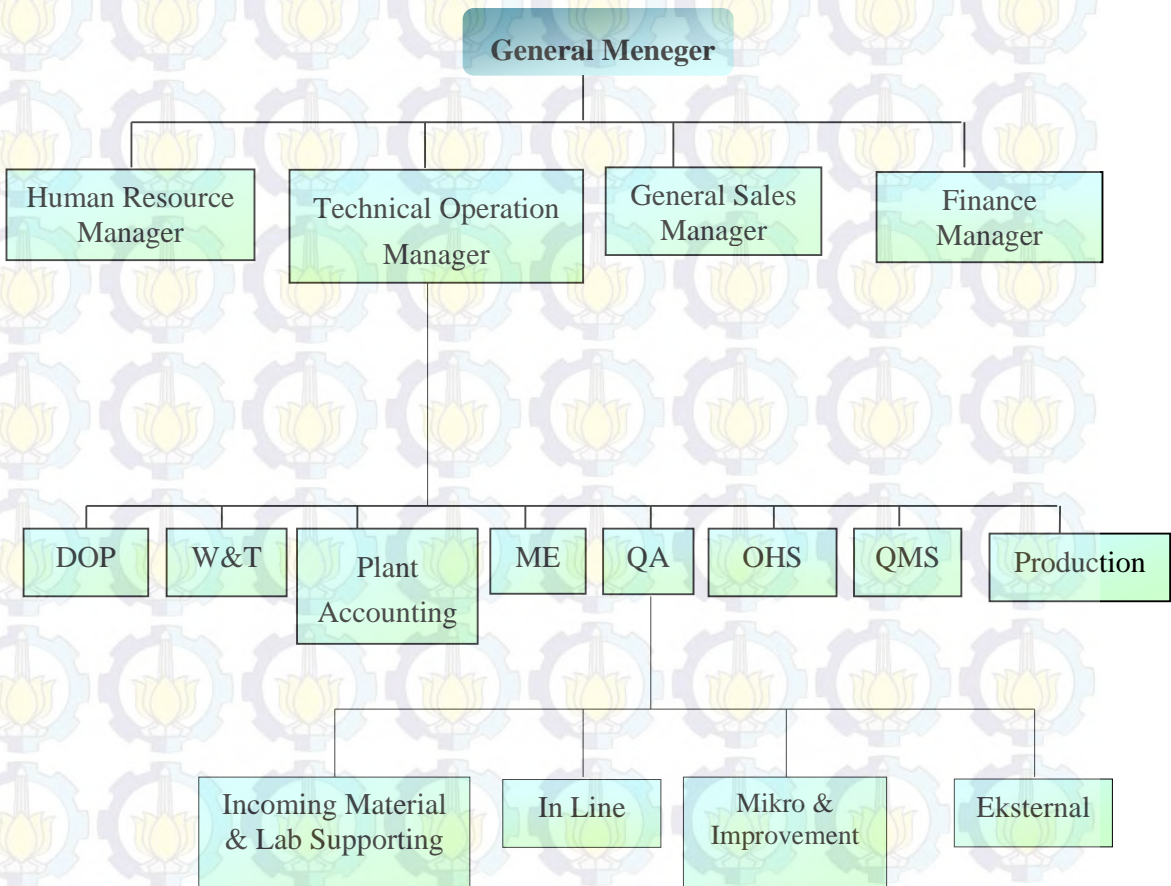 General Meneger
Human Resource
Manager
Technical Operation
Manager
General Sales
Manager
Finance
Manager
DOP
W&T
Plant
Accounting
ME
QA
OHS
QMS
Production
Incoming Material
& Lab Supporting
In Line
Mikro &
Improvement
Eksternal